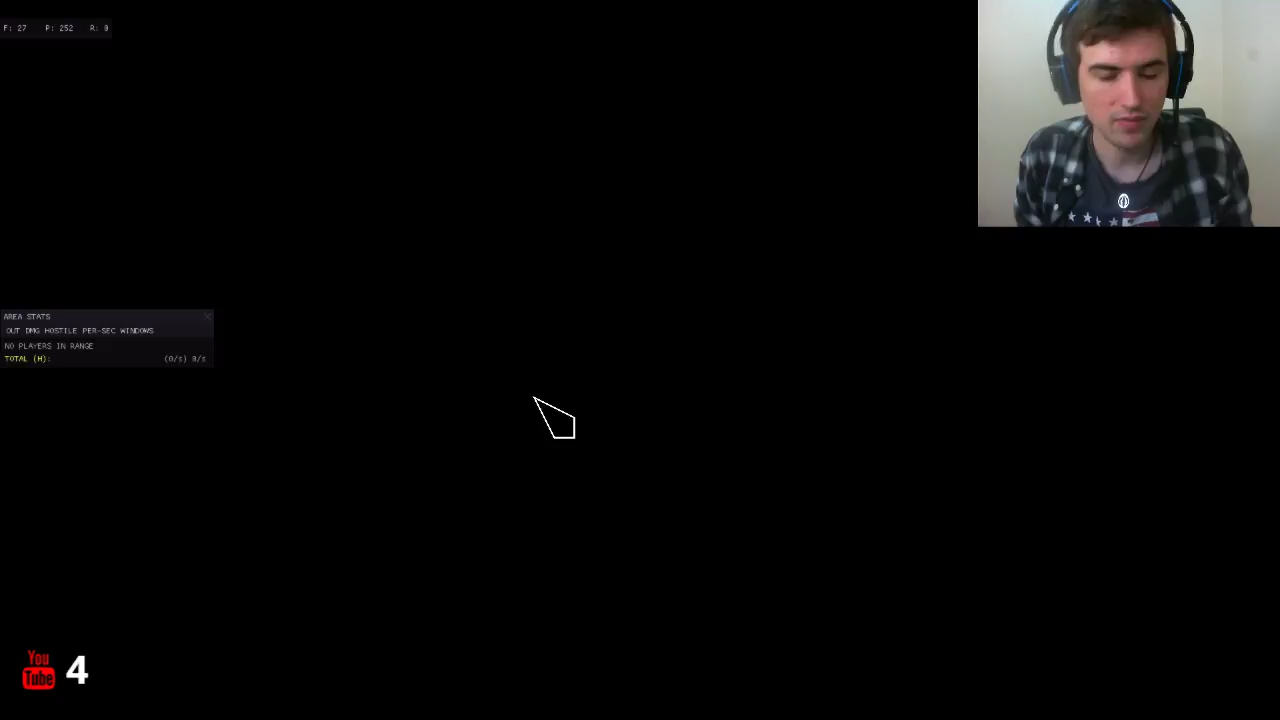 F: 27 P: 252 R: 0
AREA STATS
OUT DMG HOSTILE PER-SEC WINDOWS
NO PLAYERS IN RANGE
TOTAL (H): (0/s) 0/s
You
Tube 4